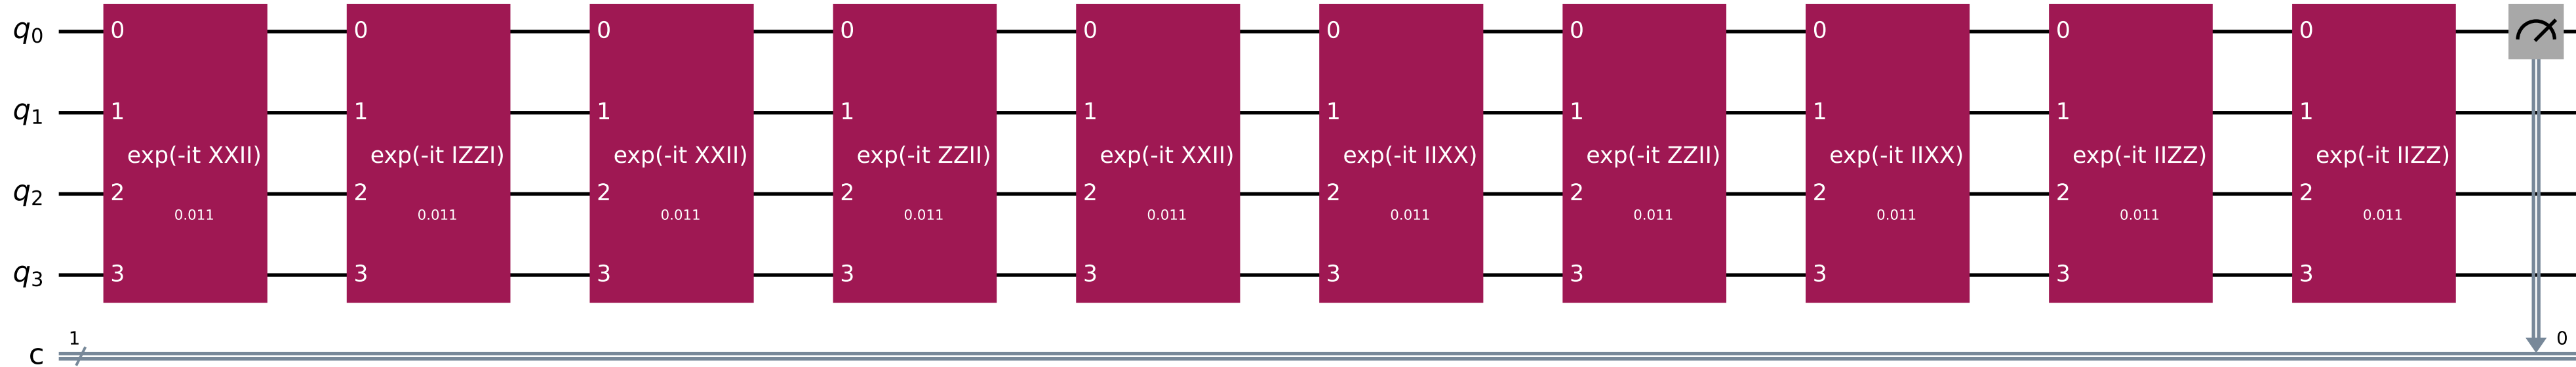 q0 0 0 0 0 0 0 0 0 0 0
q1 1 1 1 1 1 1 1 1 1 1
exp(-it XXII) exp(-it IZZI) exp(-it XXII) exp(-it ZZII) exp(-it XXII) exp(-it IIXX) exp(-it ZZII) exp(-it IIXX) exp(-it IIZZ) exp(-it IIZZ)
q2 2 2 2 2 2 2 2 2 2 2
0.011 0.011 0.011 0.011 0.011 0.011 0.011 0.011 0.011 0.011
q3 3 3 3 3 3 3 3 3 3 3
1 0
c